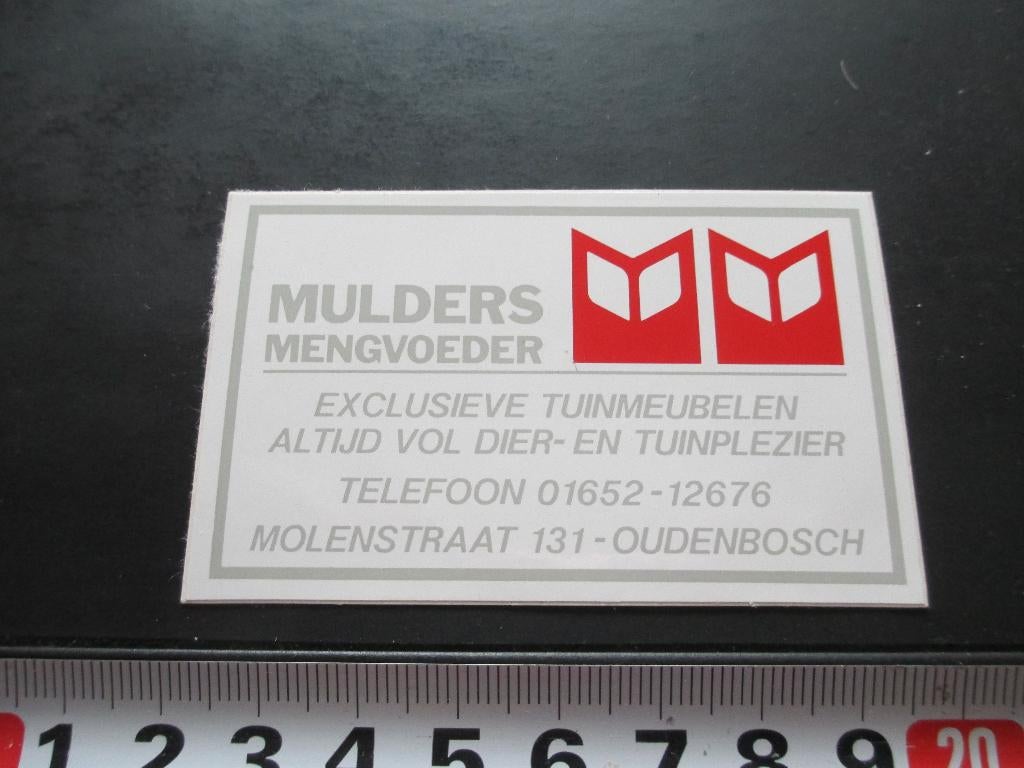 MULDERS
MENGVOEDER
EXCLUSIEVE TUINMEUBELEN
ALTIJD VOL DIER- EN TUINPLEZIER
TELEFOON 01652-12676
MOLENSTRAAT 131-OUDENBOSCH
1 2 3 4 5 6 7 8 9 20